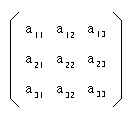 a₁₁ a₁₂ a₁₃
a₂₁ a₂₂ a₂₃
a₃₁ a₃₂ a₃₃